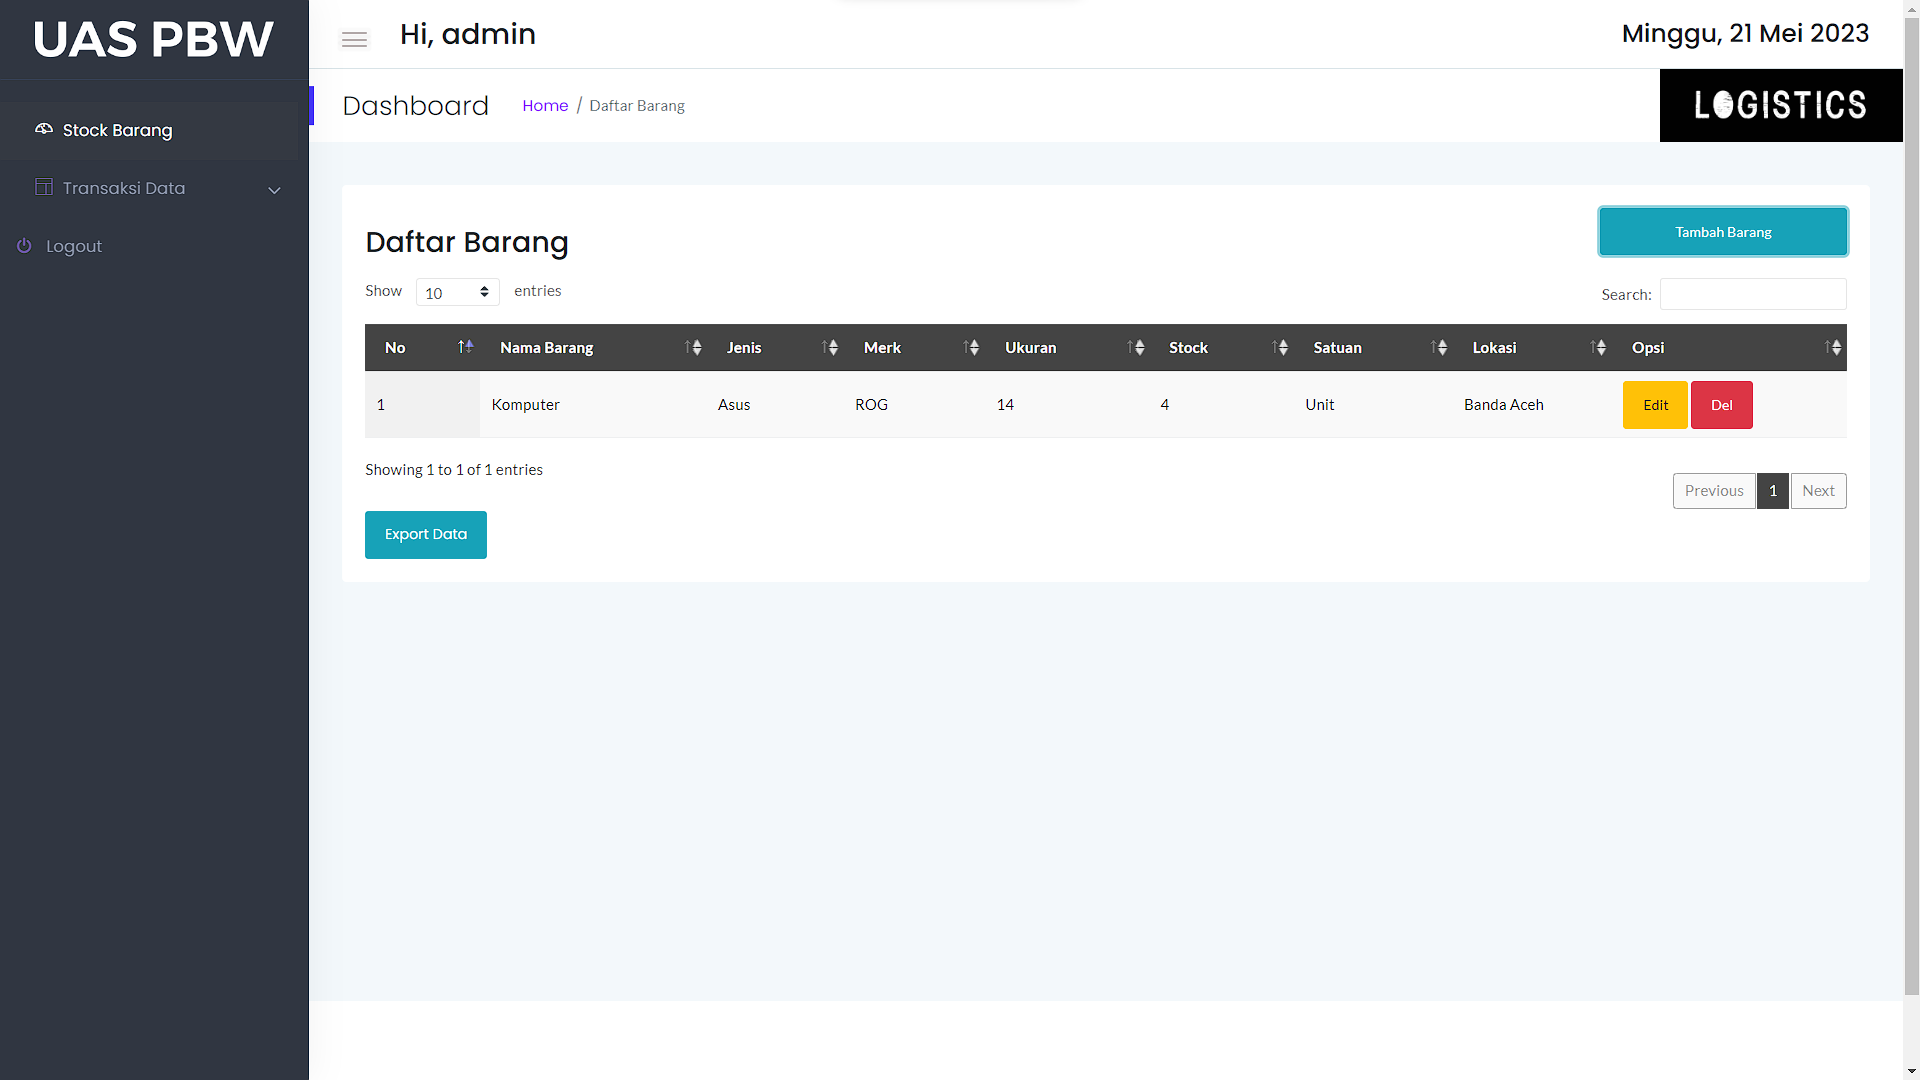 UAS PBW
Hi, admin
Minggu, 21 Mei 2023
Dashboard
Home / Daftar Barang
LOGISTICS
Stock Barang
Transaksi Data
Logout
Daftar Barang
Tambah Barang
Show 10 entries
Search:
No Nama Barang Jenis Merk Ukuran Stock Satuan Lokasi Opsi
1 Komputer Asus ROG 14 4 Unit Banda Aceh Edit Del
Showing 1 to 1 of 1 entries
Previous 1 Next
Export Data